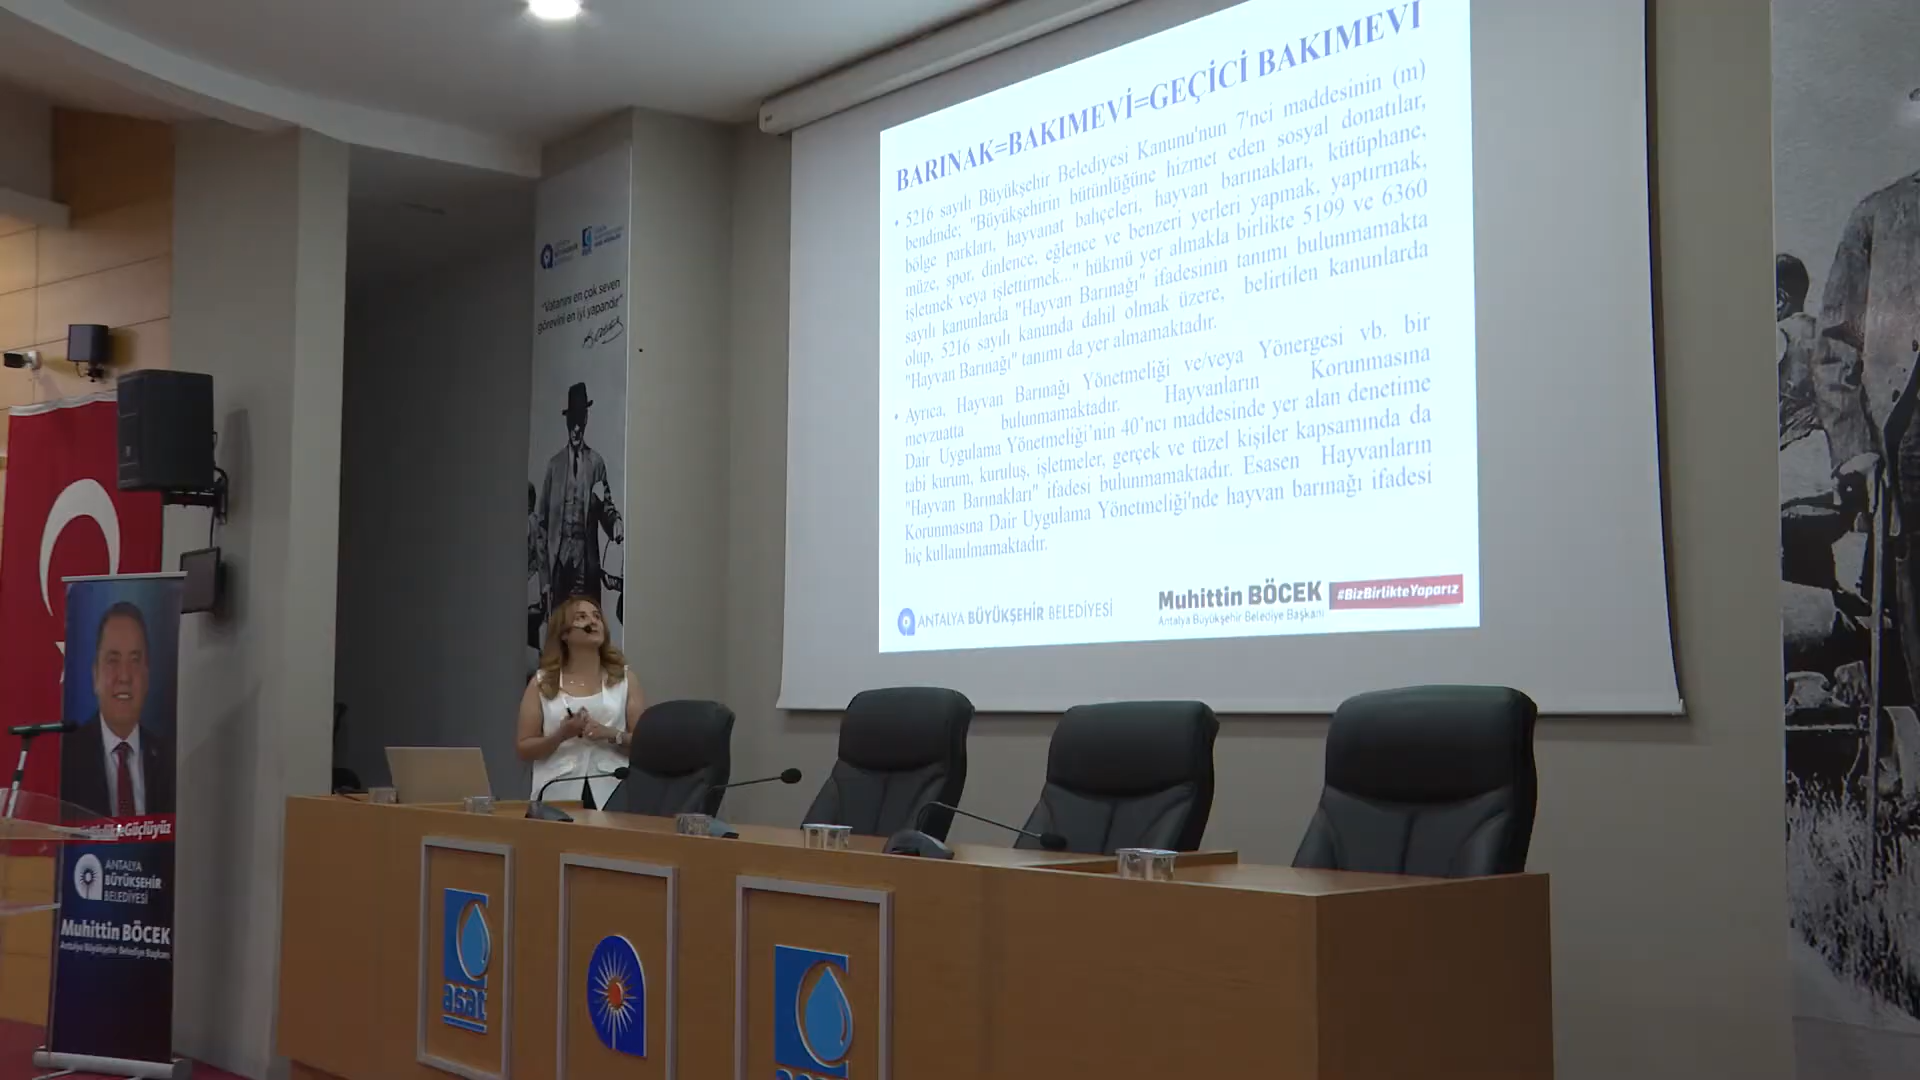 BARINAK=BAKIMEVİ=GEÇİCİ BAKIMEVİ
• 5216 sayılı Büyükşehir Belediyesi Kanunu'nun 7'nci maddesinin (m)
bendinde; "Büyükşehirin bütünlüğüne hizmet eden sosyal donatılar,
bölge parkları, hayvanat bahçeleri, hayvan barınakları, kütüphane,
müze, spor, dinlence, eğlence ve benzeri yerleri yapmak, yaptırmak,
işletmek veya işlettirmek..." hükmü yer almakla birlikte 5199 ve 6360
sayılı kanunlarda "Hayvan Barınağı" ifadesinin tanımı bulunmamakta
olup, 5216 sayılı kanunda dahil olmak üzere, belirtilen kanunlarda
"Hayvan Barınağı" tanımı da yer almamaktadır.
• Ayrıca, Hayvan Barınağı Yönetmeliği ve/veya Yönergesi vb. bir
mevzuatta bulunmamaktadır. Hayvanların Korunmasına
Dair Uygulama Yönetmeliği'nin 40'ncı maddesinde yer alan denetime
tabi kurum, kuruluş, işletmeler, gerçek ve tüzel kişiler kapsamında da
"Hayvan Barınakları" ifadesi bulunmamaktadır. Esasen Hayvanların
Korunmasına Dair Uygulama Yönetmeliği'nde hayvan barınağı ifadesi
hiç kullanılmamaktadır.
ANTALYA BÜYÜKŞEHİR BELEDİYESİ
Muhittin BÖCEK
Antalya Büyükşehir Belediye Başkanı
#BizBirlikteYaparız
"Vatanını en çok seven
görevini en iyi yapandır"
Güçlüyüz
ANTALYA
BÜYÜKŞEHİR
BELEDİYESİ
Muhittin BÖCEK
Antalya Büyükşehir Belediye Başkanı
asat